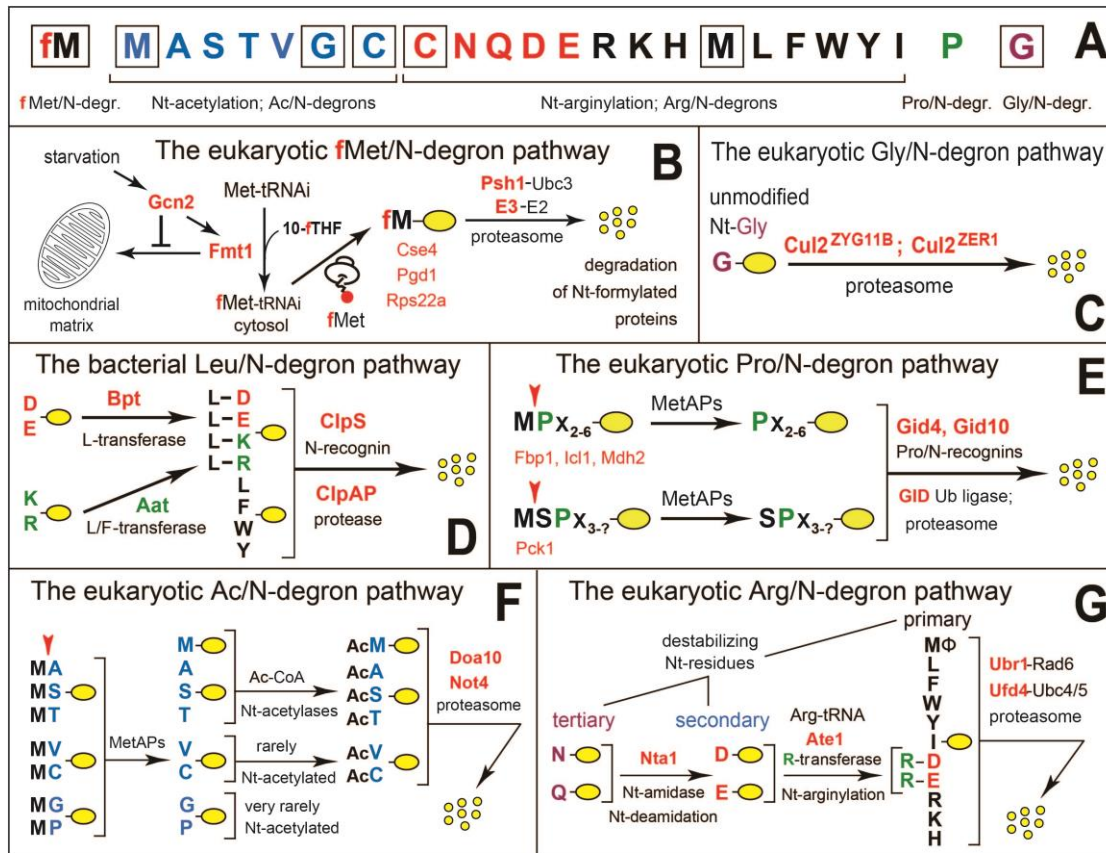 fM M A S T V G C C N Q D E R K H M L F W Y I P G A
fMet/N-degr. Nt-acetylation; Ac/N-degrons Nt-arginylation; Arg/N-degrons Pro/N-degr. Gly/N-degr.
The eukaryotic fMet/N-degron pathway B
starvation
Gcn2
Fmt1
mitochondrial
matrix
Met-tRNAi
10-fTHF
fMet-tRNAi
cytosol
fMet
fM
Cse4
Pgd1
Rps22a
Psh1-Ubc3
E3-E2
proteasome
degradation
of Nt-formylated
proteins
The eukaryotic Gly/N-degron pathway
unmodified
Nt-Gly
G
Cul2ZYG11B ; Cul2ZER1
proteasome
C
The bacterial Leu/N-degron pathway
D
E
Bpt
L-transferase
K
R
Aat
L/F-transferase
L-D
L-E
L-K
L-R
L
F
W
Y
ClpS
N-recognin
ClpAP
protease
D
The eukaryotic Pro/N-degron pathway E
MPx2-6
MetAPs
Px2-6
Fbp1, Icl1, Mdh2
MSPx3-?
MetAPs
SPx3-?
Pck1
Gid4, Gid10
Pro/N-recognins
GID Ub ligase;
proteasome
The eukaryotic Ac/N-degron pathway F
MA
MS
MT
MV
MC
MG
MP
MetAPs
M
A
S
T
V
C
G
P
Ac-CoA
Nt-acetylases
rarely
Nt-acetylated
very rarely
Nt-acetylated
AcM
AcA
AcS
AcT
AcV
AcC
Doa10
Not4
proteasome
The eukaryotic Arg/N-degron pathway G
primary
destabilizing
Nt-residues
tertiary
secondary
N
Q
Nta1
Nt-amidase
Nt-deamidation
D
E
Arg-tRNA
Ate1
R-transferase
Nt-arginylation
MΦ
L
F
W
Y
I
R-D
R-E
R
K
H
Ubr1-Rad6
Ufd4-Ubc4/5
proteasome